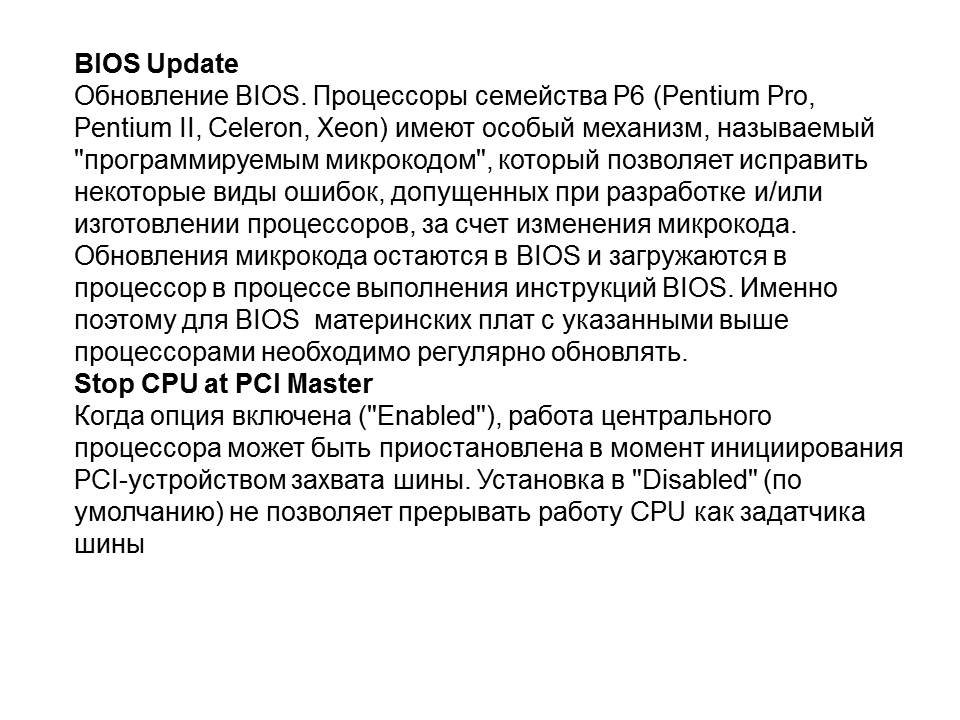 BIOS Update
Обновление BIOS. Процессоры семейства P6 (Pentium Pro,
Pentium II, Celeron, Xeon) имеют особый механизм, называемый
"программируемым микрокодом", который позволяет исправить
некоторые виды ошибок, допущенных при разработке и/или
изготовлении процессоров, за счет изменения микрокода.
Обновления микрокода остаются в BIOS и загружаются в
процессор в процессе выполнения инструкций BIOS. Именно
поэтому для BIOS  материнских плат с указанными выше
процессорами необходимо регулярно обновлять.
Stop CPU at PCI Master
Когда опция включена ("Enabled"), работа центрального
процессора может быть приостановлена в момент инициирования
PCI-устройством захвата шины. Установка в "Disabled" (по
умолчанию) не позволяет прерывать работу CPU как задатчика
шины